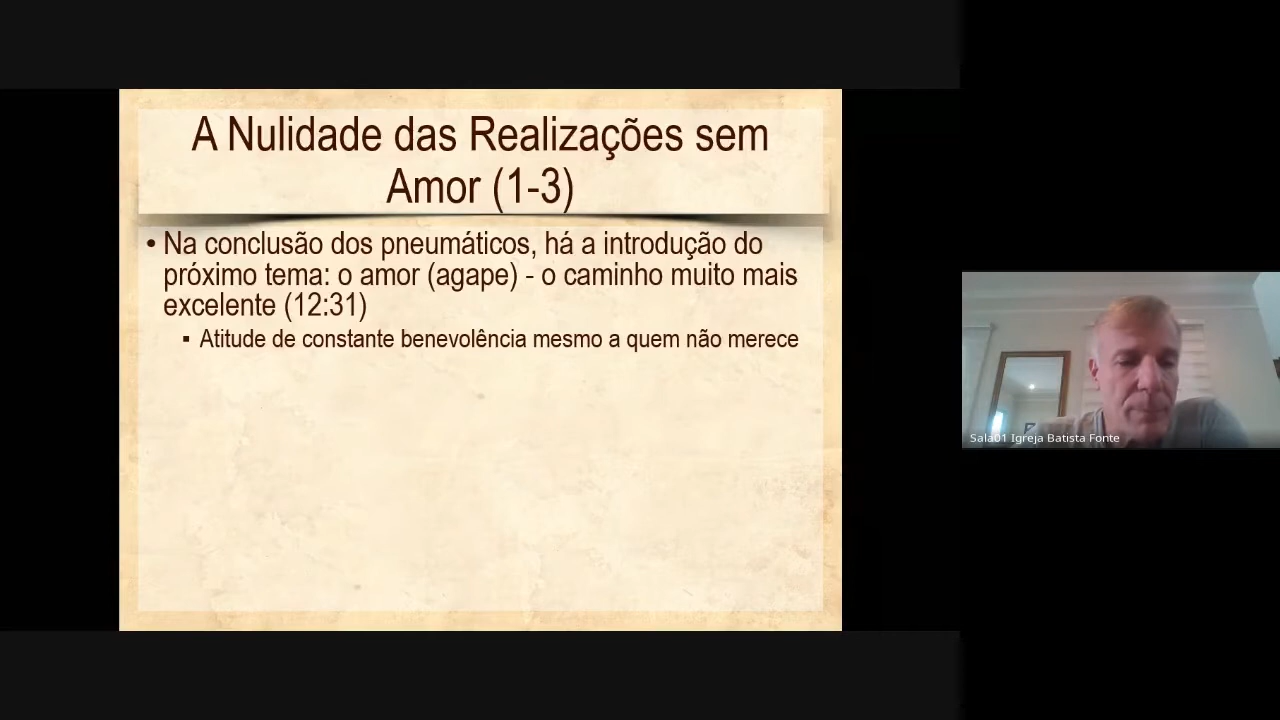 A Nulidade das Realizações sem
Amor (1-3)
• Na conclusão dos pneumáticos, há a introdução do
próximo tema: o amor (agape) - o caminho muito mais
excelente (12:31)
▪ Atitude de constante benevolência mesmo a quem não merece
Sala01 Igreja Batista Fonte